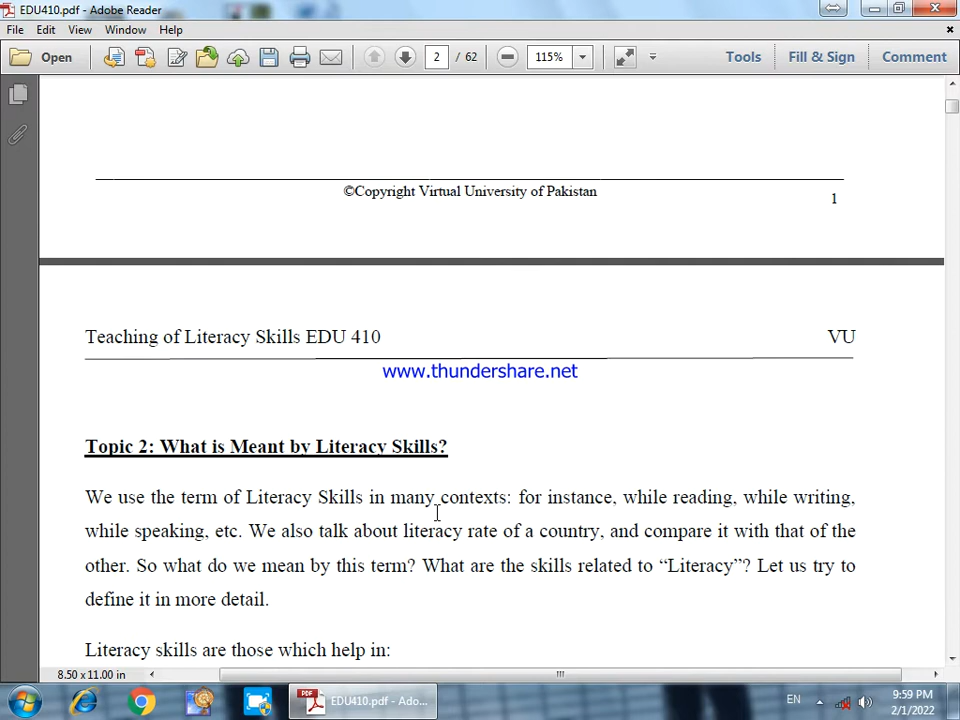 EDU410.pdf - Adobe Reader
File Edit View Window Help
Open 2 / 62 115% Tools Fill & Sign Comment
©Copyright Virtual University of Pakistan
1
Teaching of Literacy Skills EDU 410 VU
www.thundershare.net
Topic 2: What is Meant by Literacy Skills?
We use the term of Literacy Skills in many contexts: for instance, while reading, while writing,
while speaking, etc. We also talk about literacy rate of a country, and compare it with that of the
other. So what do we mean by this term? What are the skills related to “Literacy”? Let us try to
define it in more detail.
Literacy skills are those which help in:
8.50 x 11.00 in
EDU410.pdf - Ado...
EN
9:59 PM
2/1/2022